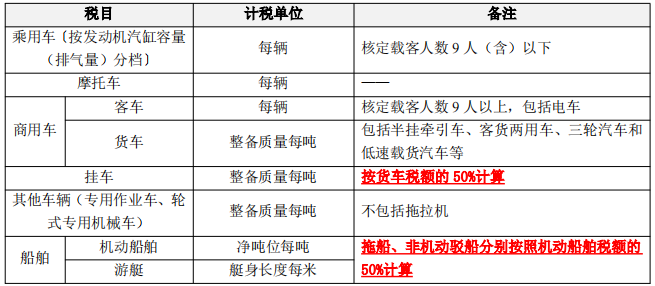 税目 计税单位 备注
乘用车〔按发动机汽缸容量
（排气量）分档〕 每辆 核定载客人数 9 人（含）以下
摩托车 每辆 ——
商用车 客车 每辆 核定载客人数 9 人以上，包括电车
货车 整备质量每吨 包括半挂牵引车、客货两用车、三轮汽车和
低速载货汽车等
挂车 整备质量每吨 按货车税额的 50%计算
其他车辆（专用作业车、轮
式专用机械车） 整备质量每吨 不包括拖拉机
船舶 机动船舶 净吨位每吨 拖船、非机动驳船分别按照机动船舶税额的
游艇 艇身长度每米 50%计算